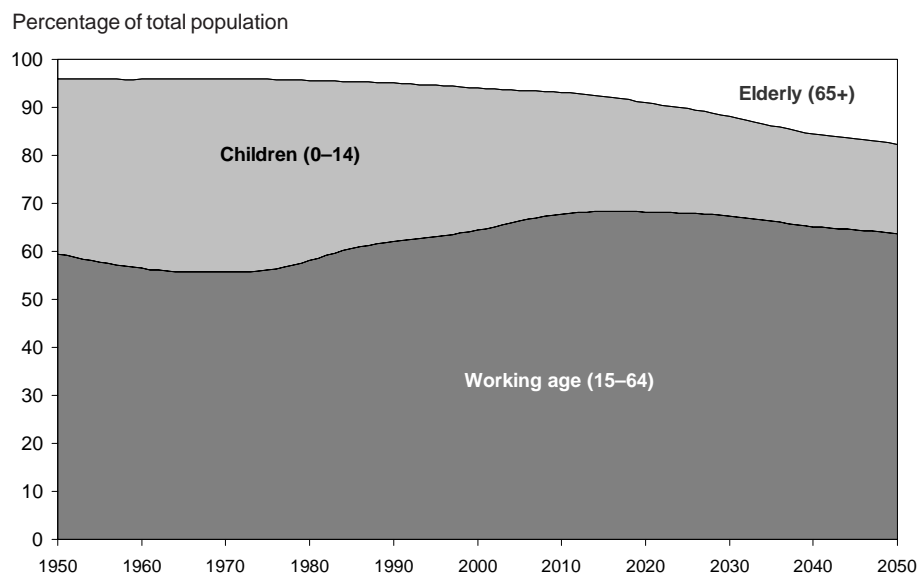 Percentage of total population
100
90
80
70
60
50
40
30
20
10
0
Elderly (65+)
Children (0–14)
Working age (15–64)
1950 1960 1970 1980 1990 2000 2010 2020 2030 2040 2050